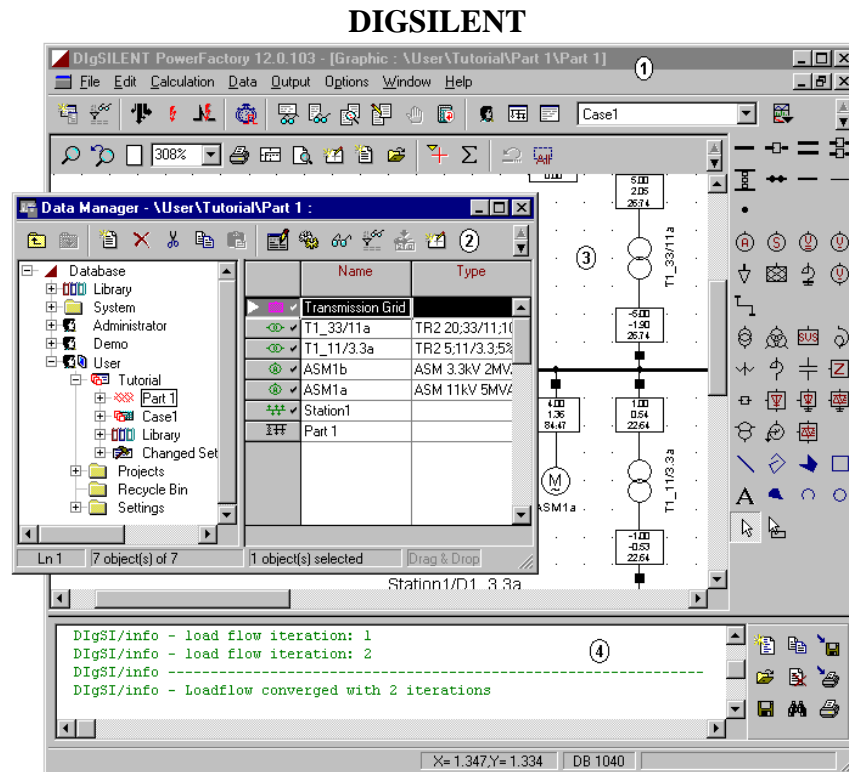 DIGSILENT
DIgSILENT PowerFactory 12.0.103 - [Graphic : \User\Tutorial\Part 1\Part 1]
1
File Edit Calculation Data Output Options Window Help
Case1
308%
Data Manager - \User\Tutorial\Part 1 :
2
Database
Library
System
Administrator
Demo
User
Tutorial
Part 1
Case1
Library
Changed Set
Projects
Recycle Bin
Settings
Name Type
Transmission Grid
T1_33/11a TR2 20;33/11;10
T1_11/3.3a TR2 5;11/3.3;5%
ASM1b ASM 3.3kV 2MV
ASM1a ASM 11kV 5MVA
Station1
Part 1
Ln 1 7 object(s) of 7 1 object(s) selected Drag & Drop
5.00
2.05
26.74
3
T1_33/11a
-5.00
-1.90
26.74
4.00
1.36
84.47
1.00
0.54
22.64
M
ASM1a
T1_11/3.3a
-1.00
-0.53
22.64
Station1/D1_3.3a
DIgSI/info - load flow iteration: 1
DIgSI/info - load flow iteration: 2
4
DIgSI/info - ----------------------------------------------------------------
DIgSI/info - Loadflow converged with 2 iterations
X= 1.347,Y= 1.334 DB 1040